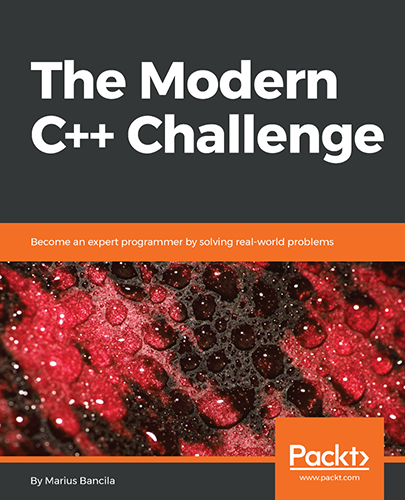 The Modern
C++ Challenge
Become an expert programmer by solving real-world problems
By Marius Bancila
Packt>
www.packt.com